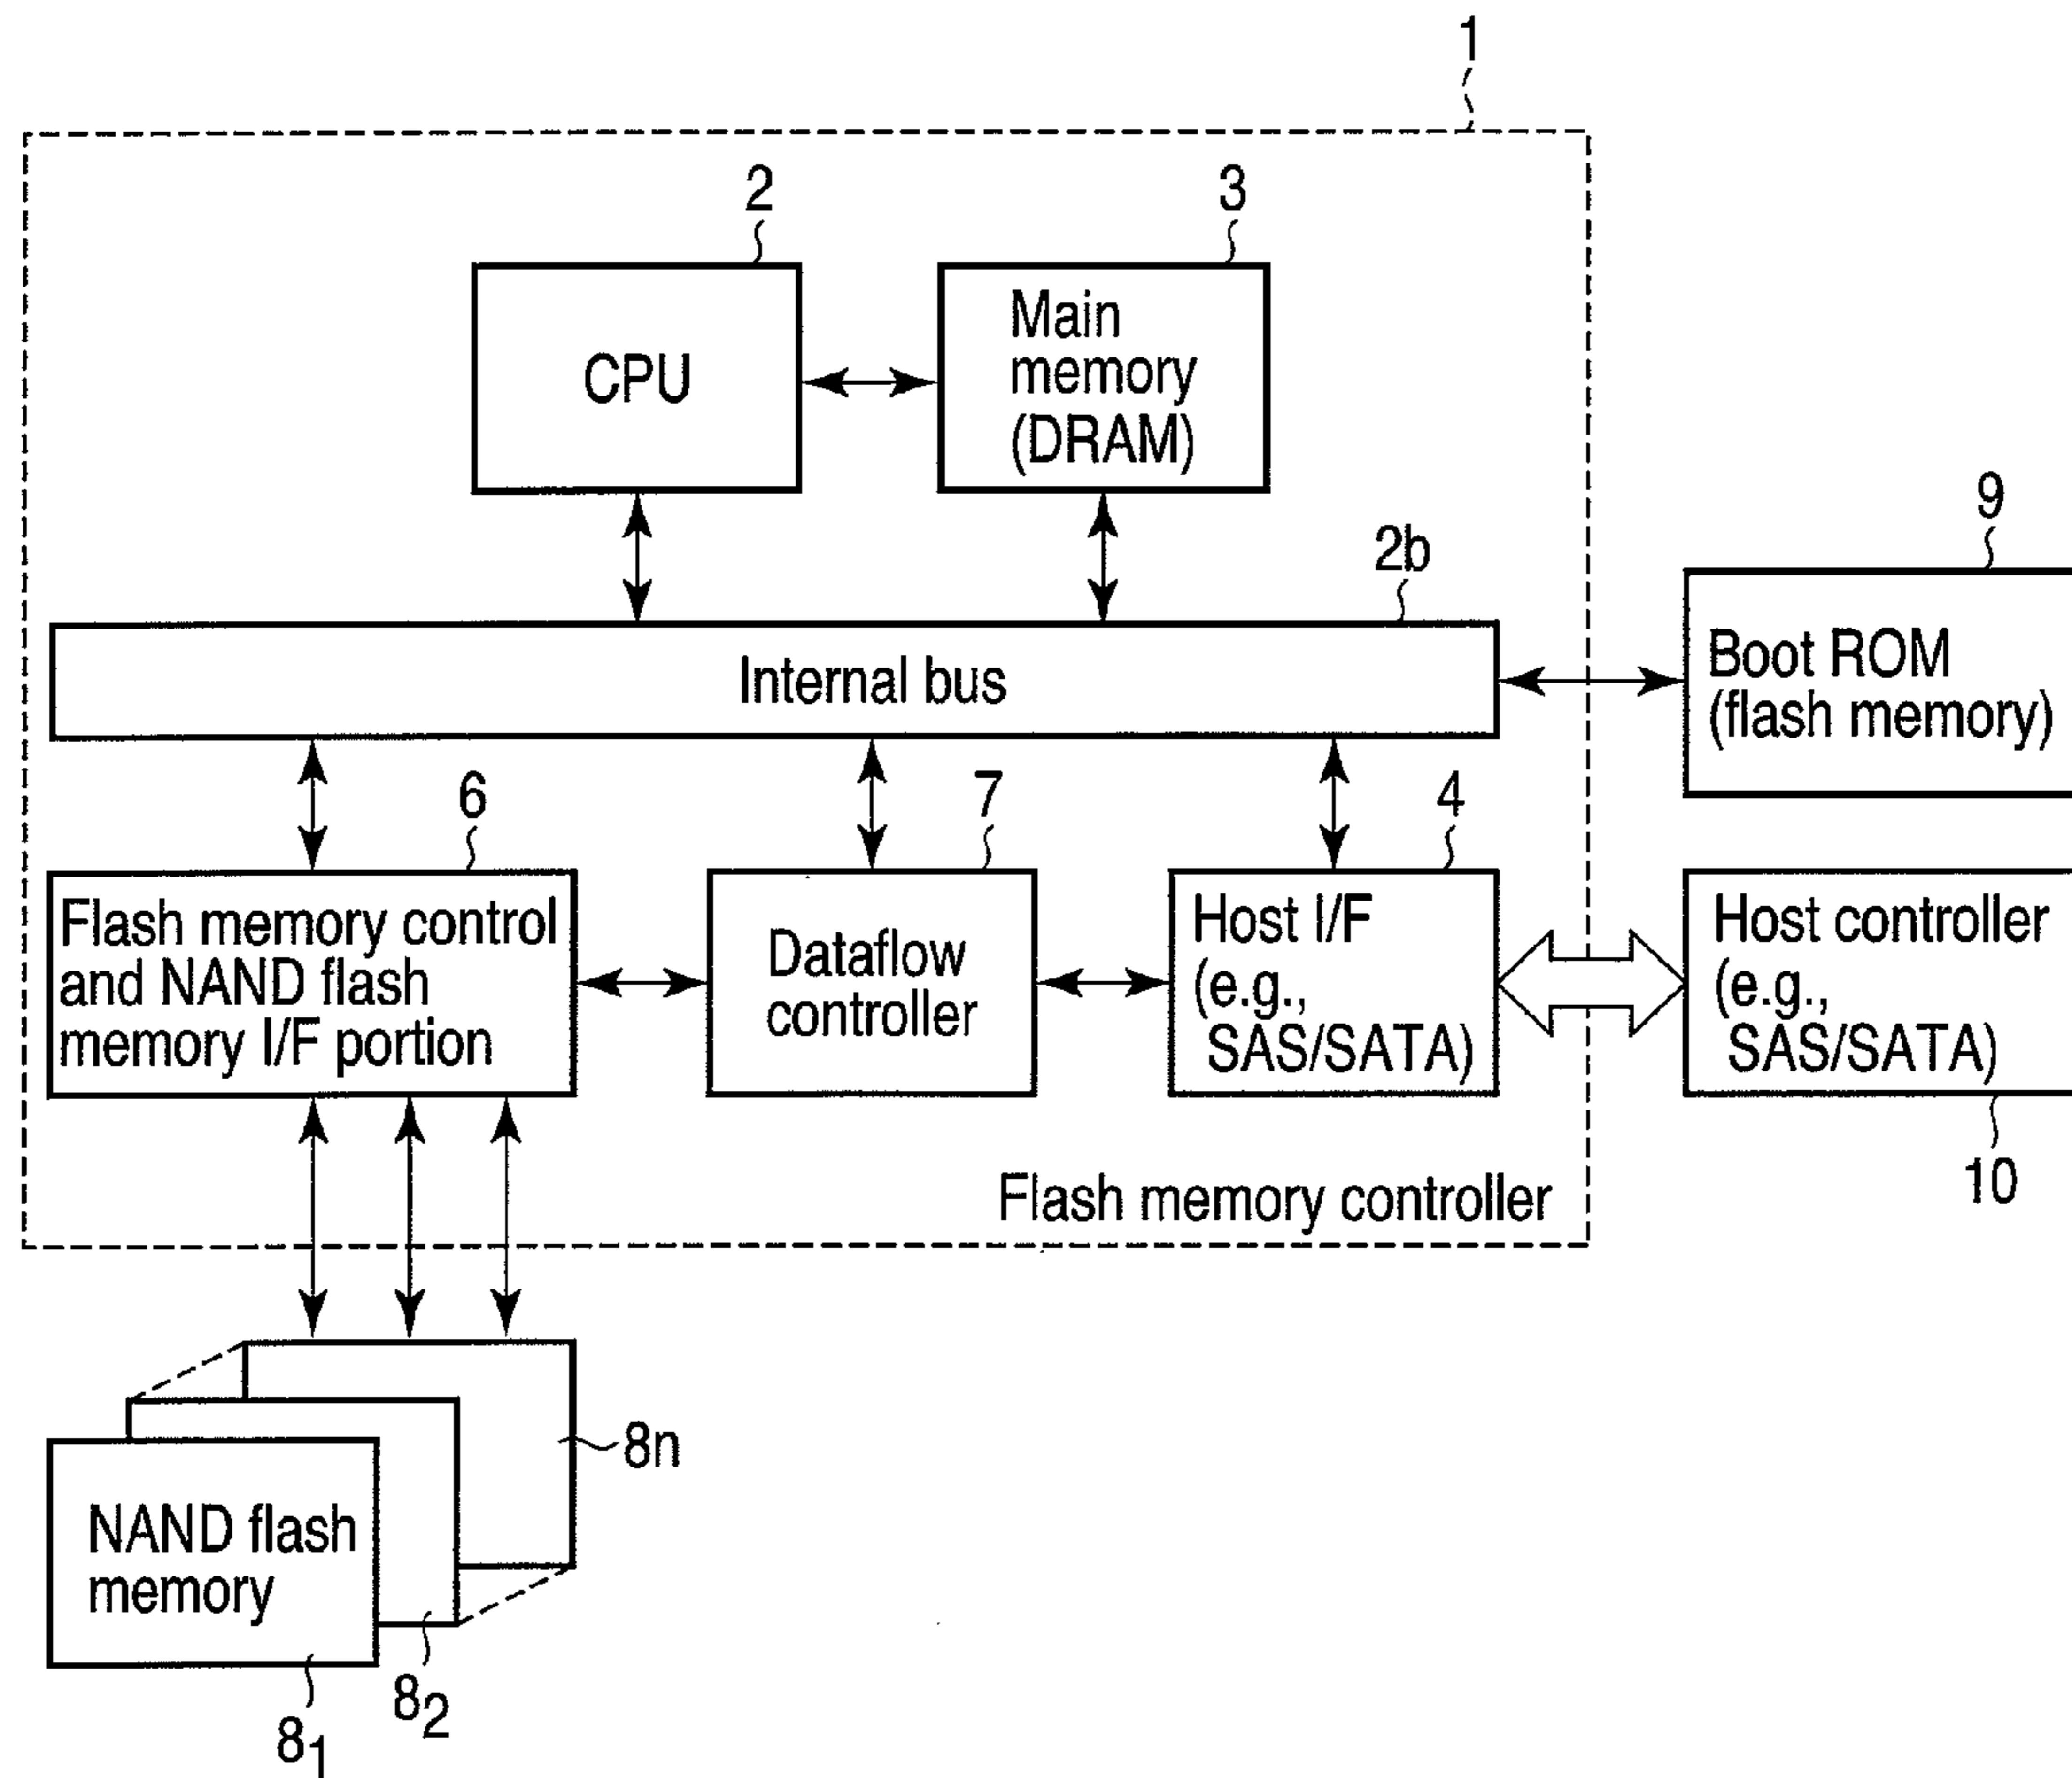 1
2
3
CPU
Main
memory
(DRAM)
2b
9
Internal bus
Boot ROM
(flash memory)
6
7
4
Flash memory control
and NAND flash
memory I/F portion
Dataflow
controller
Host I/F
(e.g.,
SAS/SATA)
Host controller
(e.g.,
SAS/SATA)
10
Flash memory controller
8n
NAND flash
memory
82
81